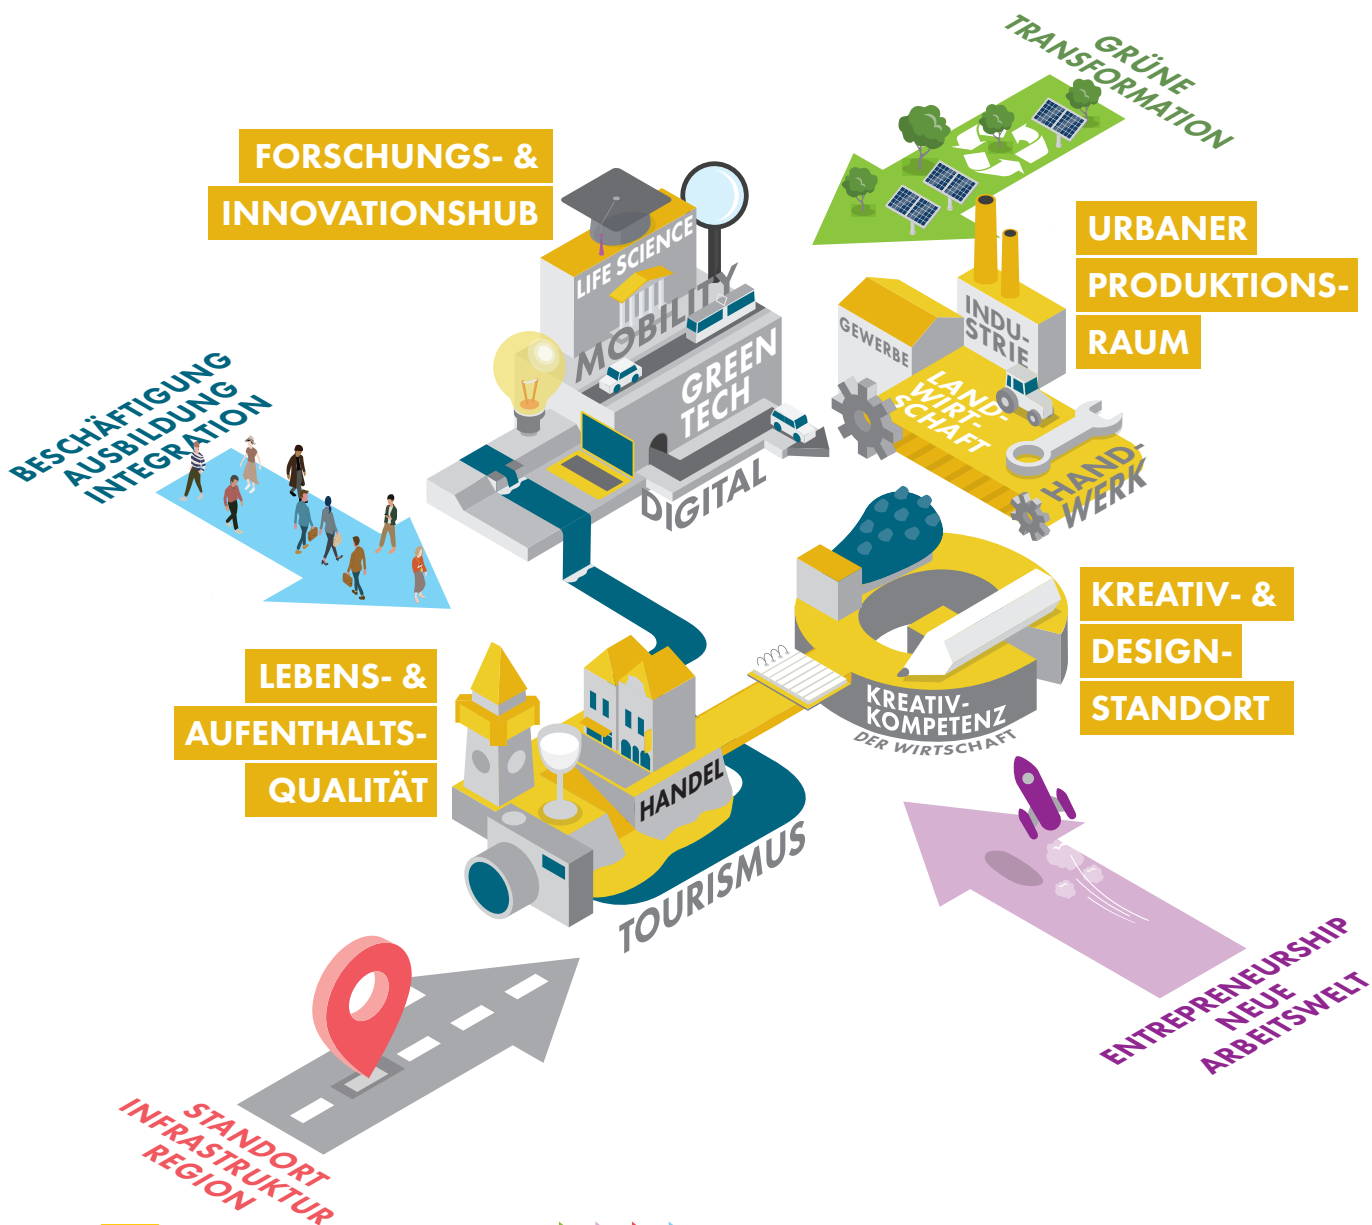 GRÜNE
TRANSFORMATION
FORSCHUNGS- &
INNOVATIONSHUB
LIFE SCIENCE
MOBILITY
GREEN
TECH
DIGITAL
URBANER
PRODUKTIONS-
RAUM
GEWERBE
INDU-
STRIE
LAND-
WIRT-
SCHAFT
HAND-
WERK
BESCHÄFTIGUNG
AUSBILDUNG
INTEGRATION
LEBENS- &
AUFENTHALTS-
QUALITÄT
HANDEL
TOURISMUS
KREATIV- &
DESIGN-
STANDORT
KREATIV-
KOMPETENZ
DER WIRTSCHAFT
ENTREPRENEURSHIP
NEUE
ARBEITSWELT
STANDORT
INFRASTRUKTUR
REGION